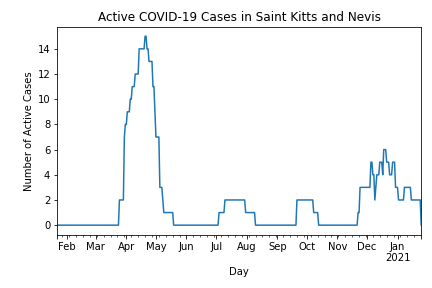 Active COVID-19 Cases in Saint Kitts and Nevis
Number of Active Cases
14
12
10
8
6
4
2
0
Feb Mar Apr May Jun Jul Aug Sep Oct Nov Dec Jan
2021
Day